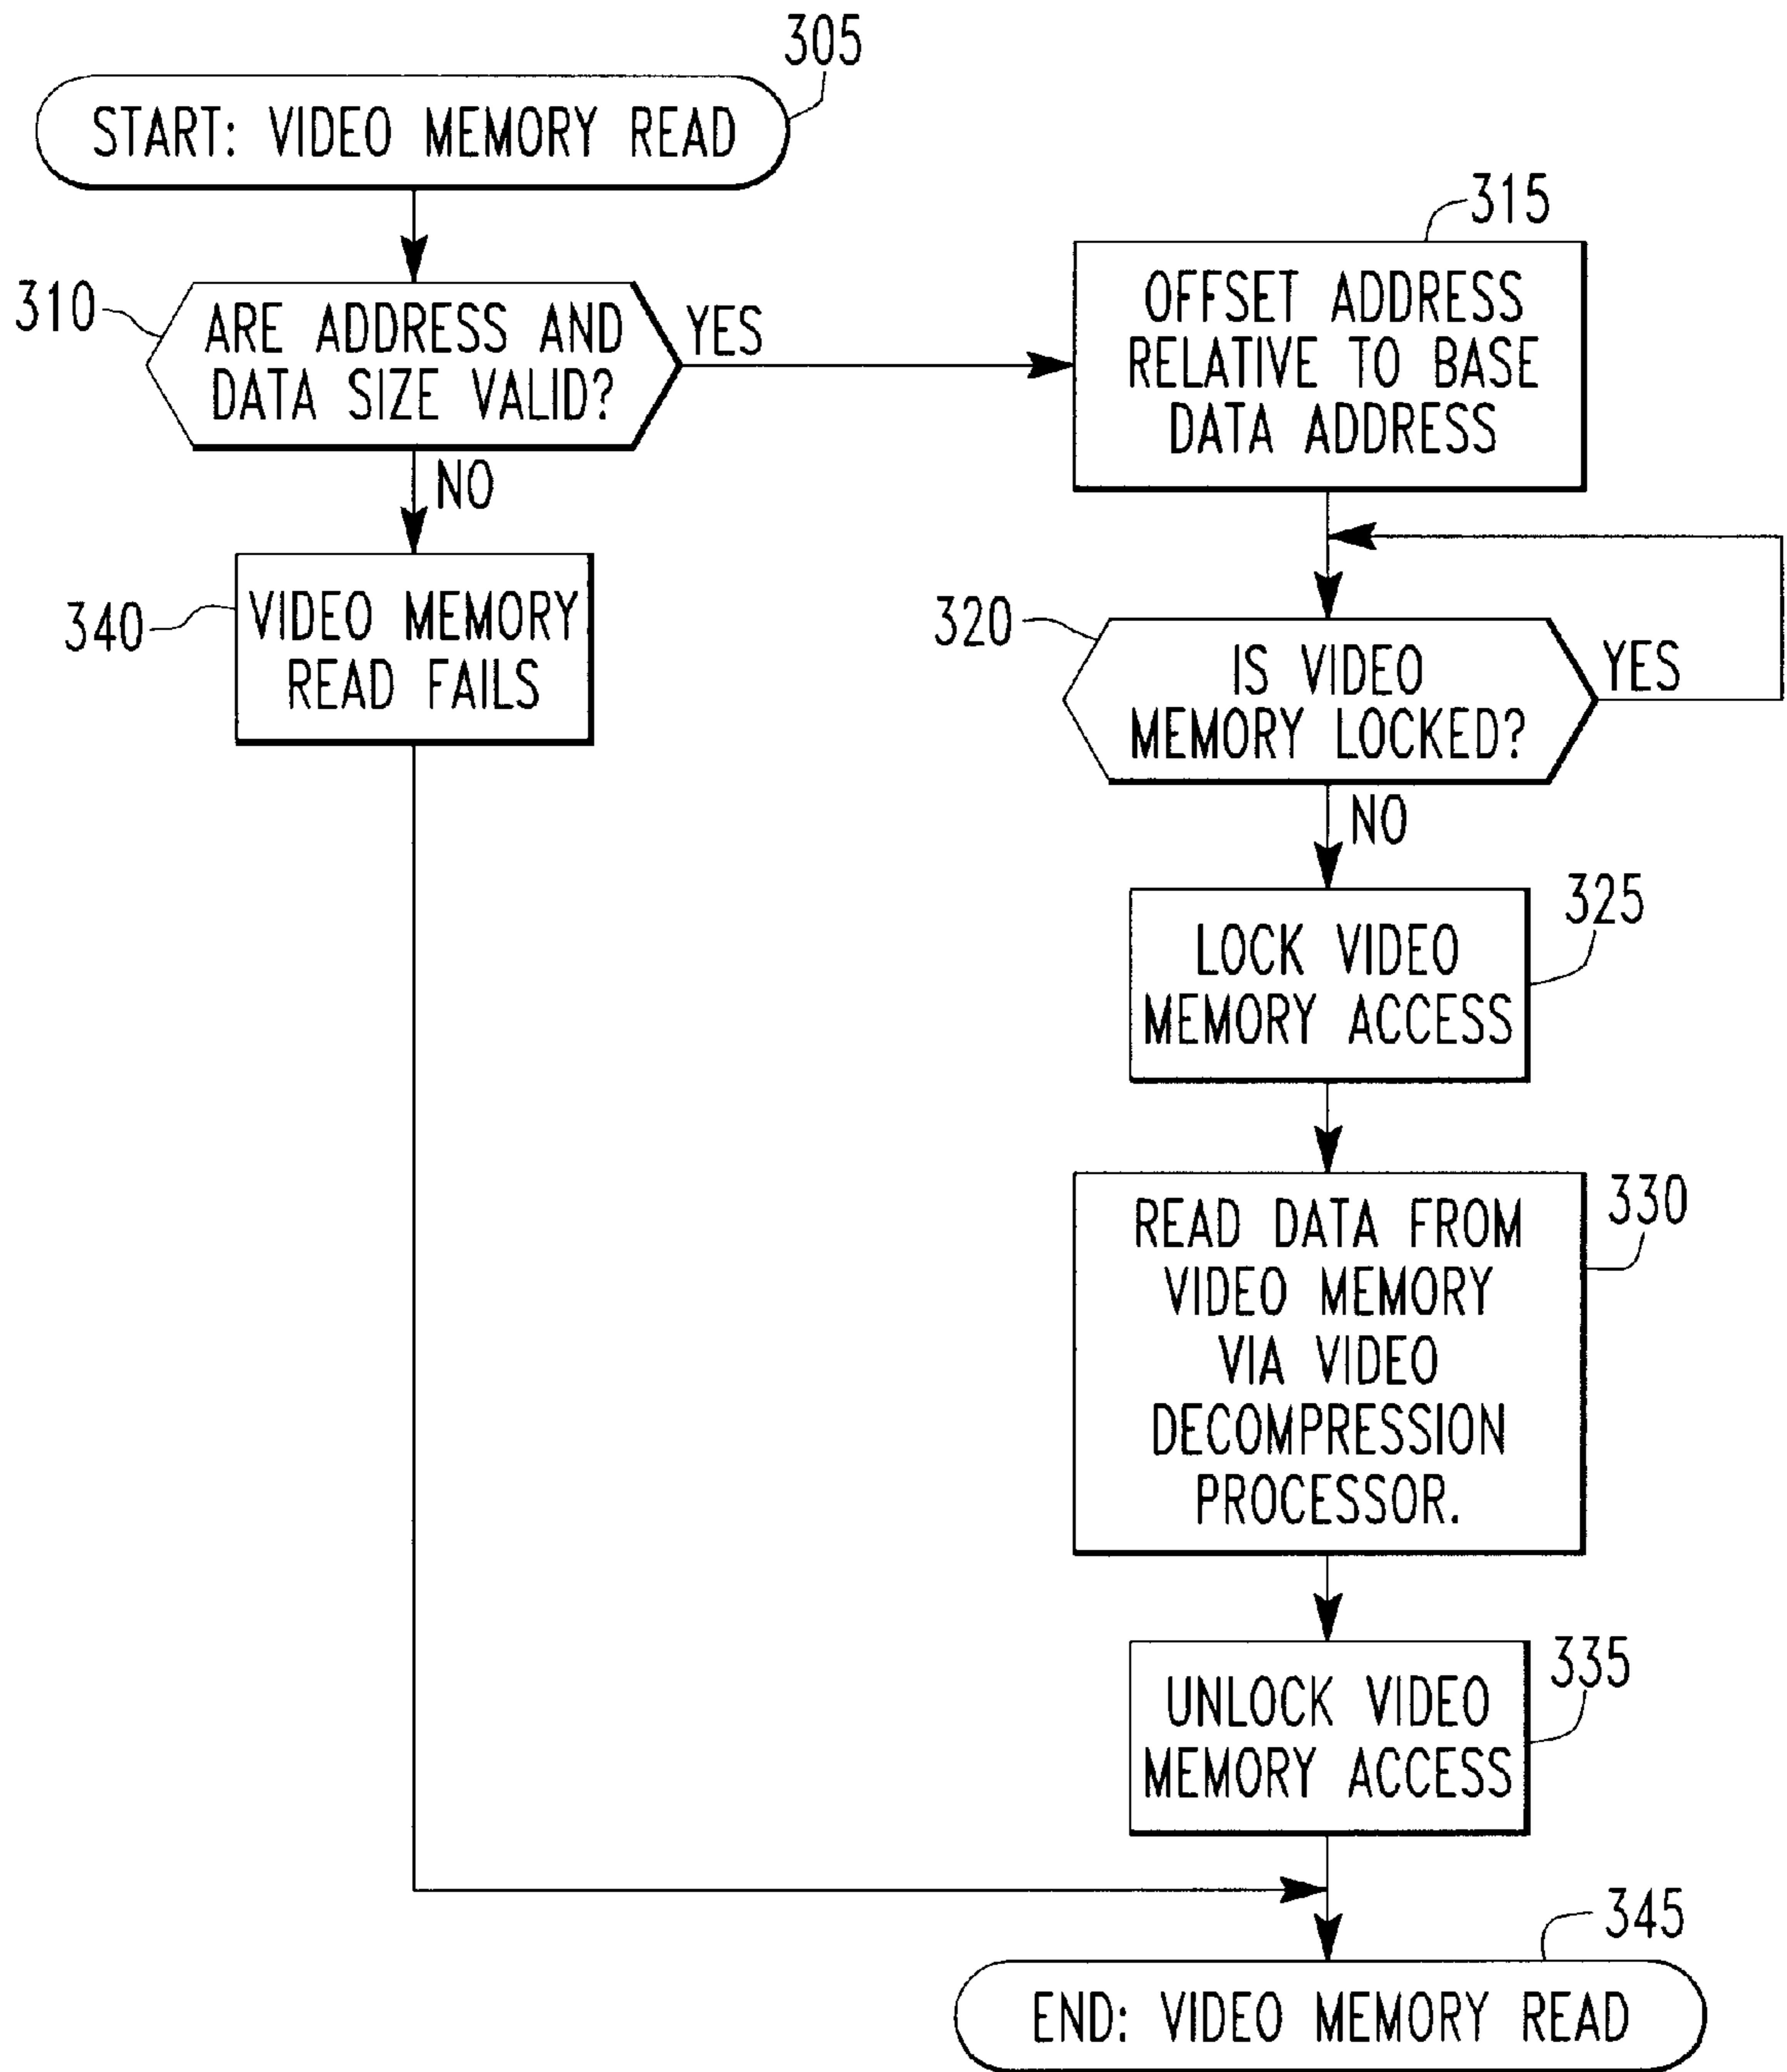 305
START: VIDEO MEMORY READ
310
ARE ADDRESS AND
DATA SIZE VALID?
YES
NO
315
OFFSET ADDRESS
RELATIVE TO BASE
DATA ADDRESS
340
VIDEO MEMORY
READ FAILS
320
IS VIDEO
MEMORY LOCKED?
YES
NO
325
LOCK VIDEO
MEMORY ACCESS
330
READ DATA FROM
VIDEO MEMORY
VIA VIDEO
DECOMPRESSION
PROCESSOR.
335
UNLOCK VIDEO
MEMORY ACCESS
345
END: VIDEO MEMORY READ